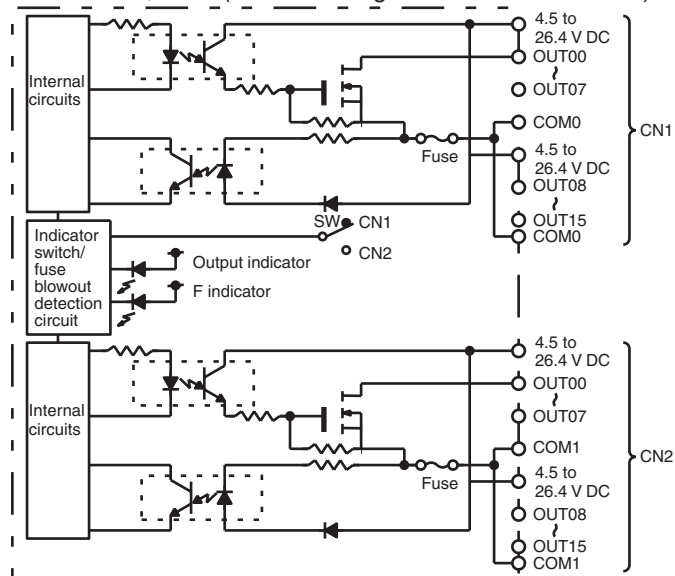 4.5 to
26.4 V DC
OUT00
~
OUT07
COM0
4.5 to
26.4 V DC
OUT08
~
OUT15
COM0
CN1
Internal
circuits
Fuse
SW
CN1
CN2
Indicator
switch/
fuse
blowout
detection
circuit
Output indicator
F indicator
4.5 to
26.4 V DC
OUT00
~
OUT07
COM1
4.5 to
26.4 V DC
OUT08
~
OUT15
COM1
CN2
Internal
circuits
Fuse